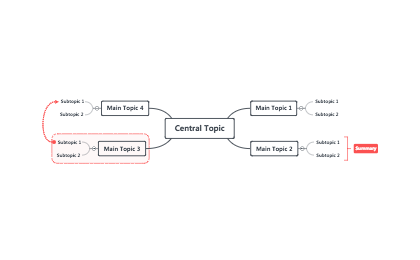 Central Topic
Main Topic 1
Subtopic 1
Subtopic 2
Main Topic 2
Subtopic 1
Subtopic 2
Summary
Main Topic 3
Subtopic 1
Subtopic 2
Main Topic 4
Subtopic 1
Subtopic 2